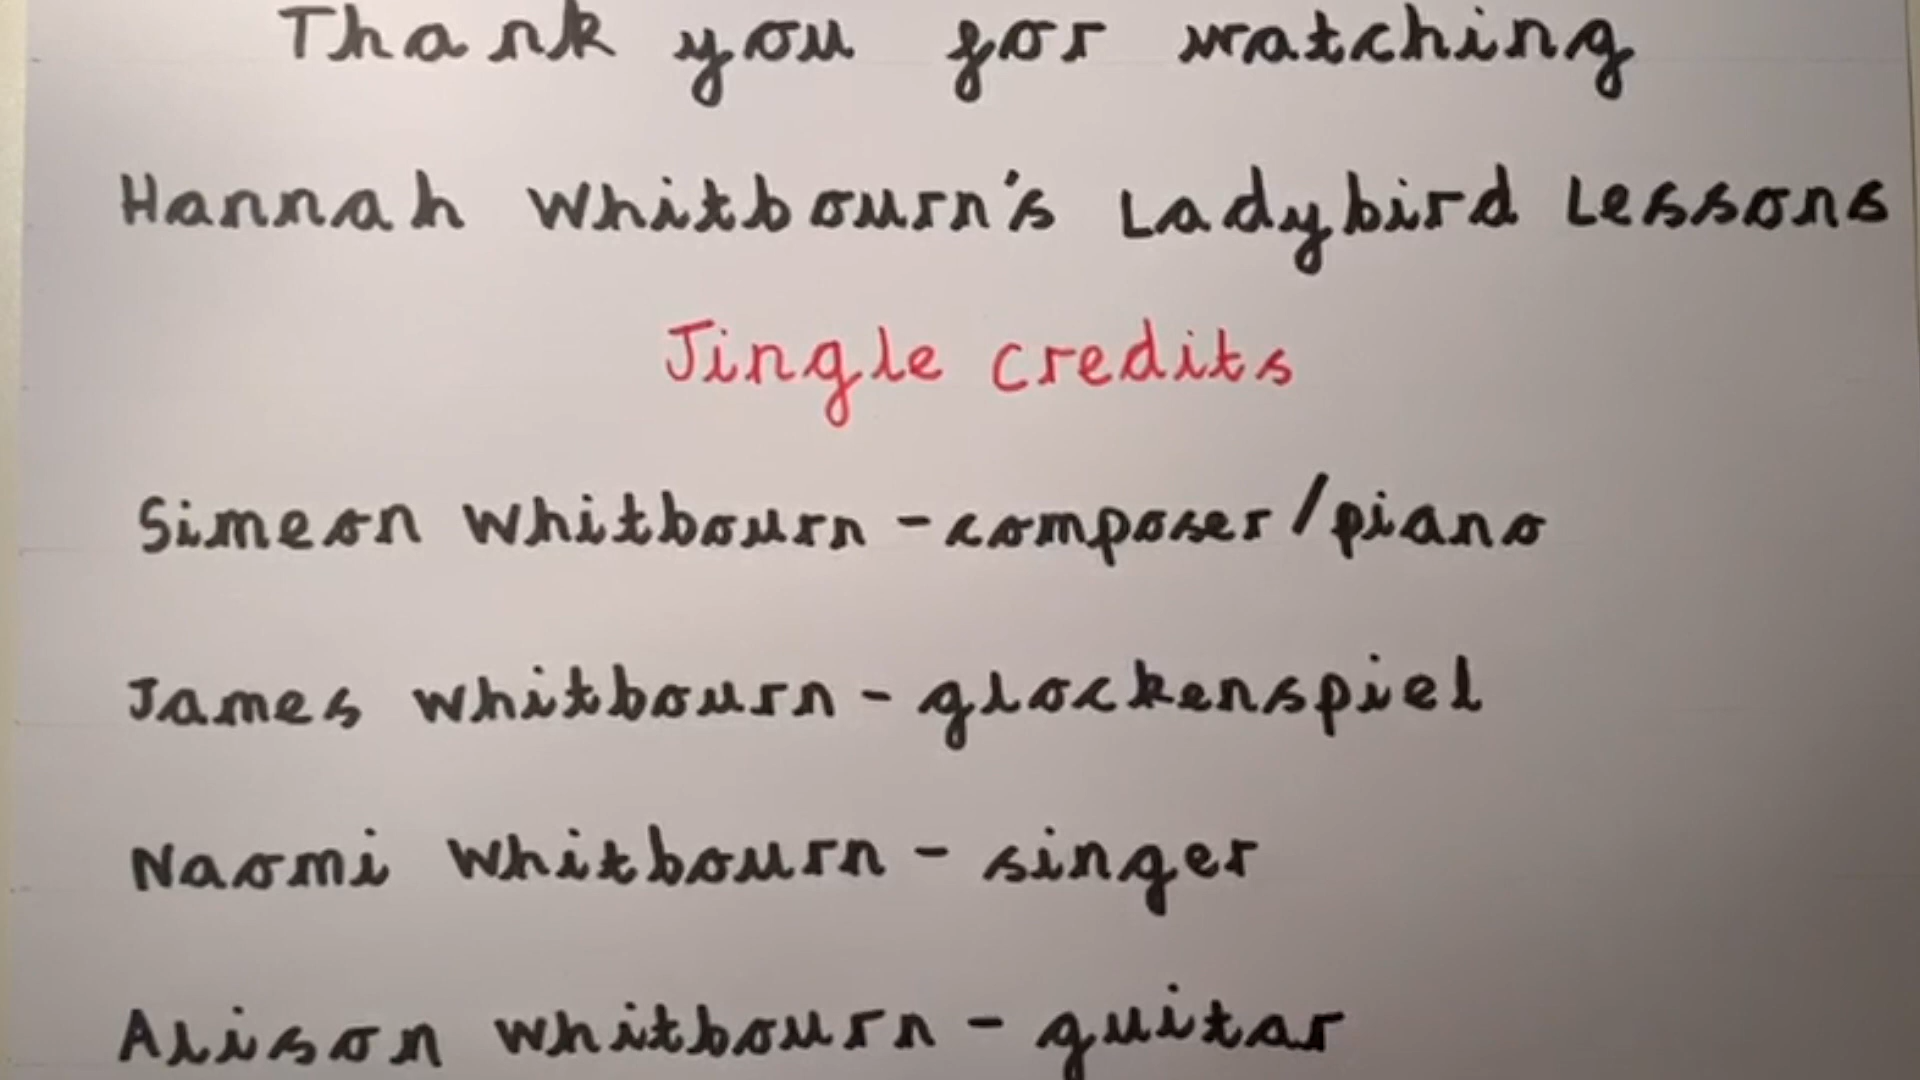 Thank you for watching
Hannah Whitbourn's Ladybird Lessons
Jingle credits
Simeon Whitbourn - composer/piano
James Whitbourn - glockenspiel
Naomi Whitbourn - singer
Alison Whitbourn - guitar